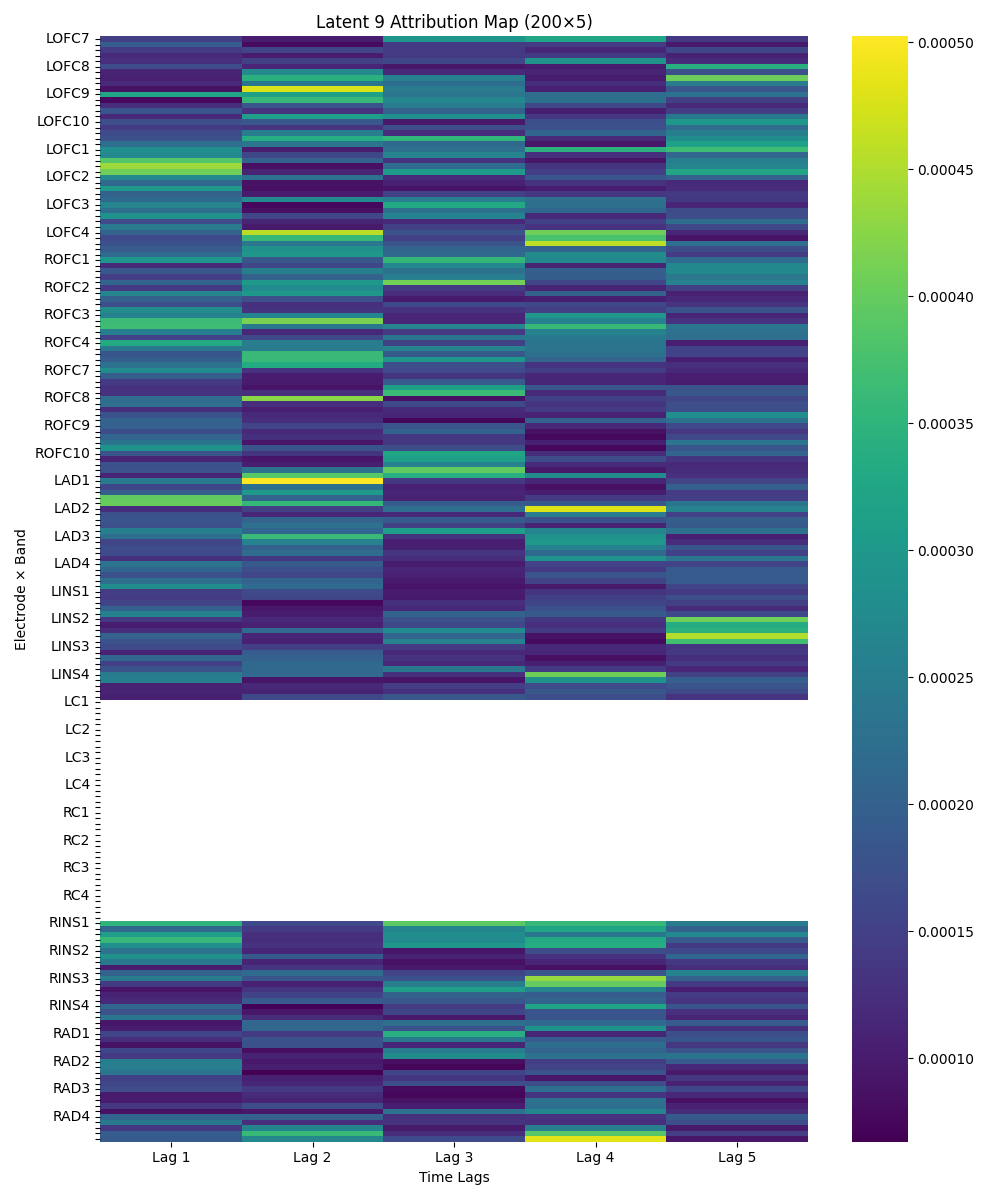 Latent 9 Attribution Map (200×5)
Electrode × Band
LOFC7
LOFC8
LOFC9
LOFC10
LOFC1
LOFC2
LOFC3
LOFC4
ROFC1
ROFC2
ROFC3
ROFC4
ROFC7
ROFC8
ROFC9
ROFC10
LAD1
LAD2
LAD3
LAD4
LINS1
LINS2
LINS3
LINS4
LC1
LC2
LC3
LC4
RC1
RC2
RC3
RC4
RINS1
RINS2
RINS3
RINS4
RAD1
RAD2
RAD3
RAD4
Lag 1 Lag 2 Lag 3 Lag 4 Lag 5
Time Lags
0.00050
0.00045
0.00040
0.00035
0.00030
0.00025
0.00020
0.00015
0.00010